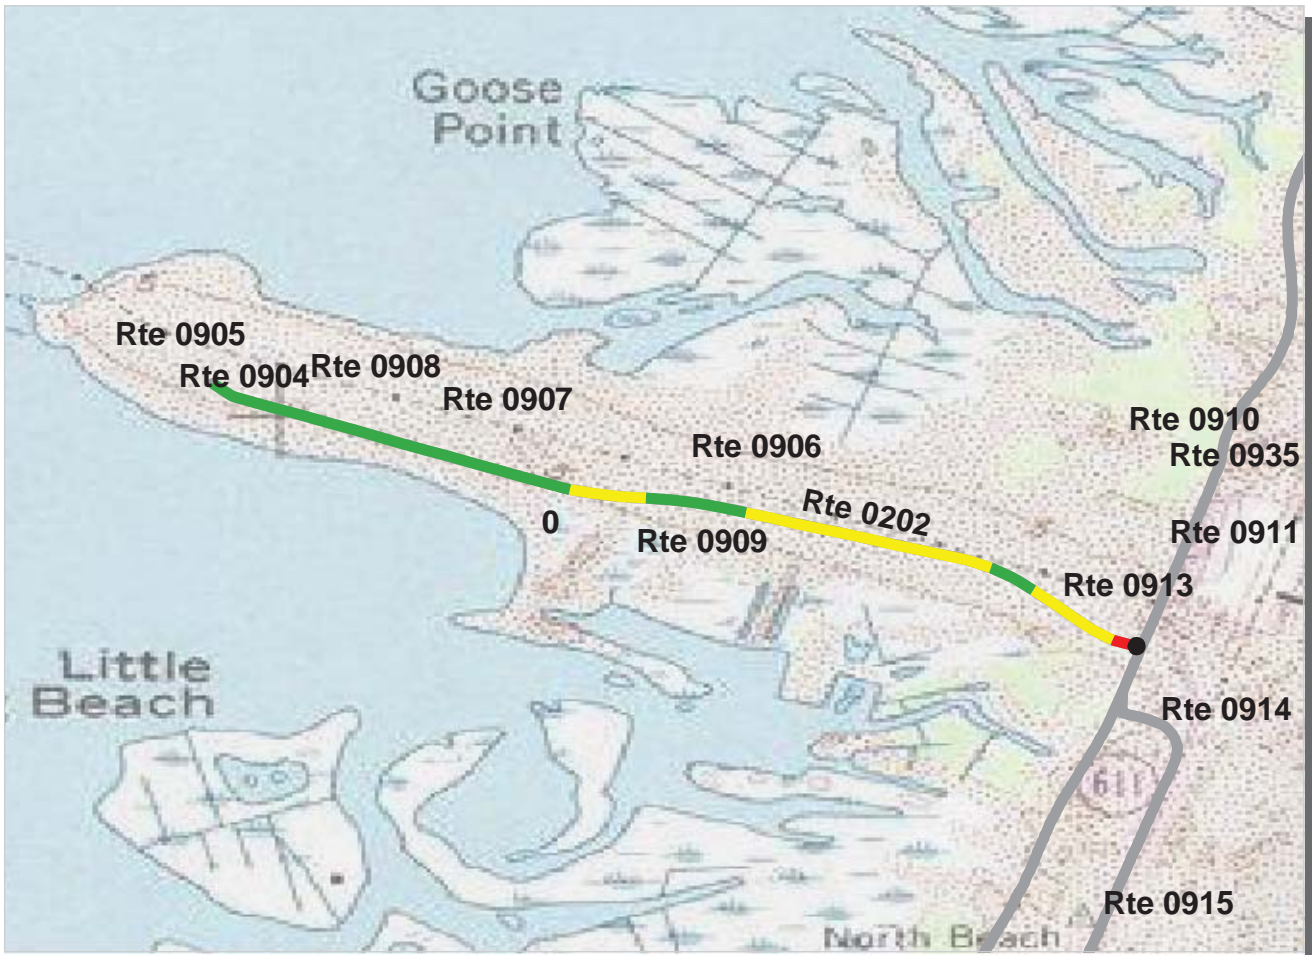 Goose
Point
Rte 0905
Rte 0904
Rte 0908
Rte 0907
Rte 0906
Rte 0910
Rte 0935
Rte 0202
0
Rte 0909
Rte 0911
Rte 0913
Little
Beach
Rte 0914
611
Rte 0915
North Beach